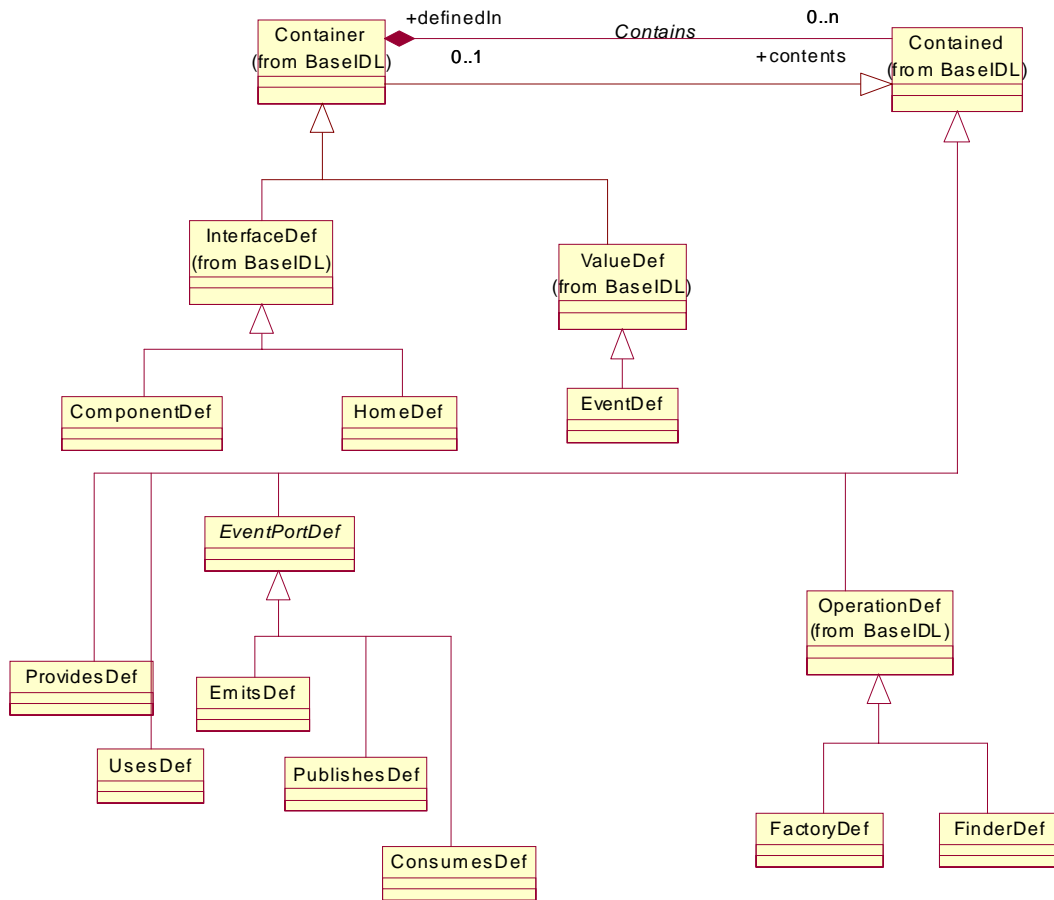 +definedIn
0..n
Container
(from BaseIDL)
Contains
Contained
(from BaseIDL)
0..1
+contents
InterfaceDef
(from BaseIDL)
ValueDef
(from BaseIDL)
ComponentDef
HomeDef
EventDef
EventPortDef
OperationDef
(from BaseIDL)
ProvidesDef
EmitsDef
UsesDef
PublishesDef
FactoryDef
FinderDef
ConsumesDef